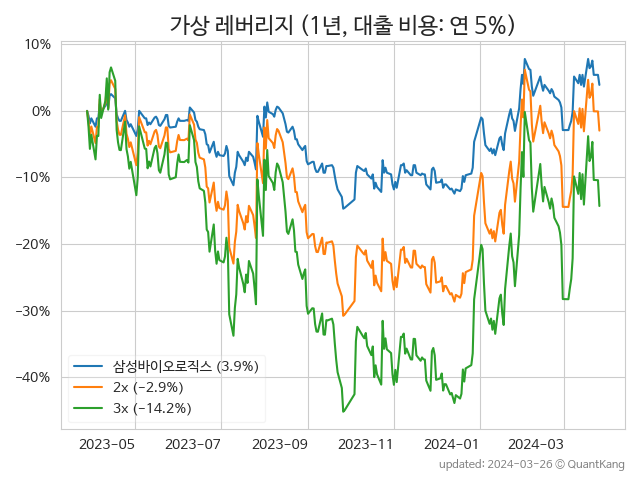 가상 레버리지 (1년, 대출 비용: 연 5%)
10%
0%
−10%
−20%
−30%
−40%
삼성바이오로직스 (3.9%)
2x (−2.9%)
3x (−14.2%)
2023-05 2023-07 2023-09 2023-11 2024-01 2024-03
updated: 2024-03-26 © QuantKang